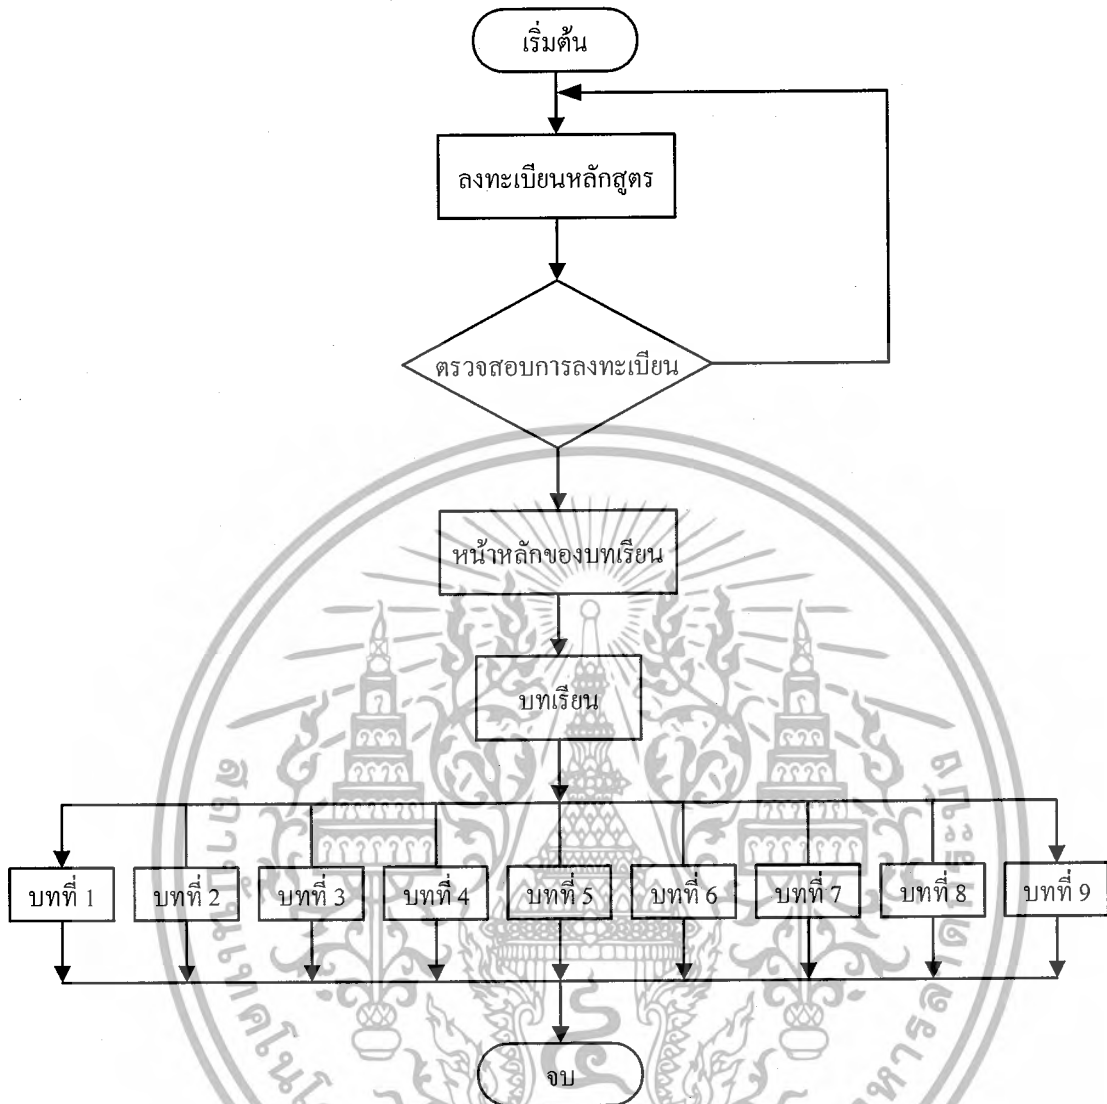 เริ่มต้น
ลงทะเบียนหลักสูตร
ตรวจสอบการลงทะเบียน
หน้าหลักของบทเรียน
บทเรียน
บทที่ 1
บทที่ 2
บทที่ 3
บทที่ 4
บทที่ 5
บทที่ 6
บทที่ 7
บทที่ 8
บทที่ 9
จบ